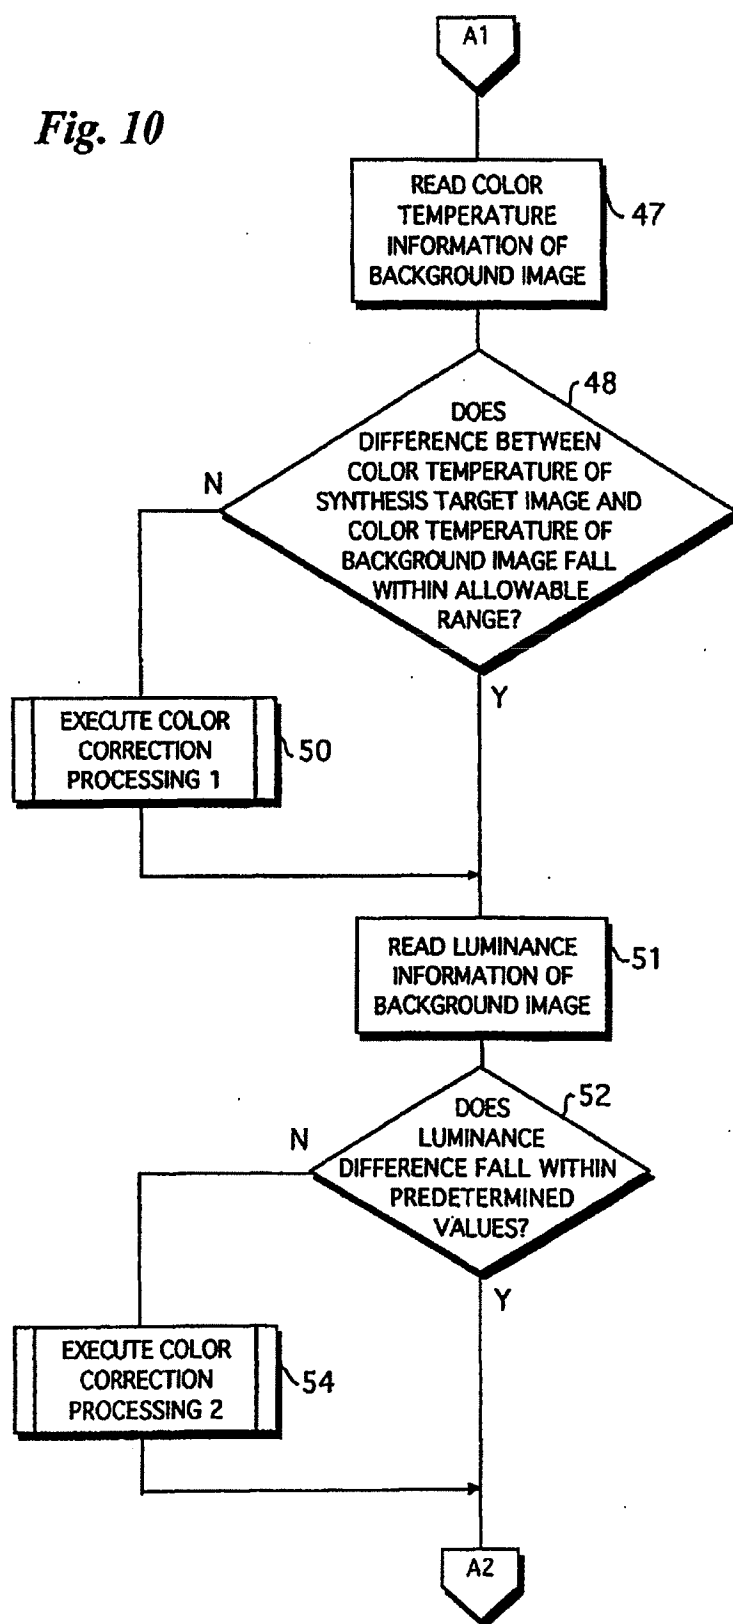 A1
Fig. 10
READ COLOR
TEMPERATURE
INFORMATION OF
BACKGROUND IMAGE
47
48
DOES
DIFFERENCE BETWEEN
COLOR TEMPERATURE OF
SYNTHESIS TARGET IMAGE AND
COLOR TEMPERATURE OF
BACKGROUND IMAGE FALL
WITHIN ALLOWABLE
RANGE?
N
Y
EXECUTE COLOR
CORRECTION
PROCESSING 1
50
READ LUMINANCE
INFORMATION OF
BACKGROUND IMAGE
51
52
DOES
LUMINANCE
DIFFERENCE FALL WITHIN
PREDETERMINED
VALUES?
N
Y
EXECUTE COLOR
CORRECTION
PROCESSING 2
54
A2